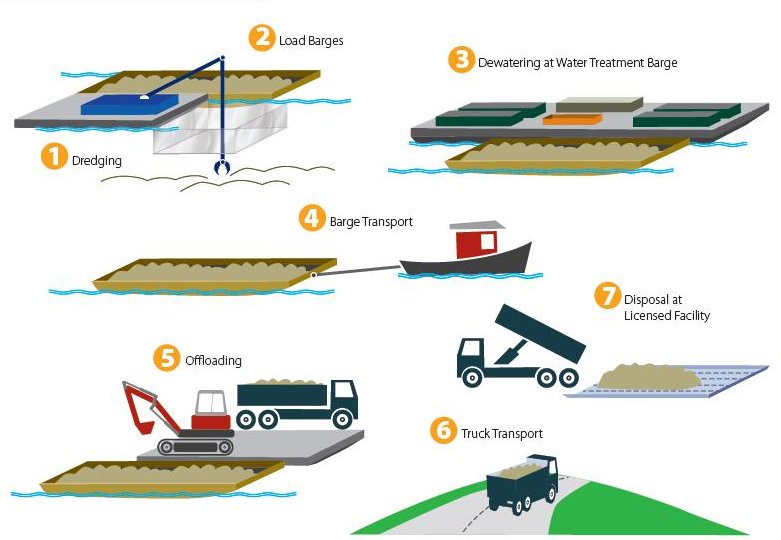 2 Load Barges
3 Dewatering at Water Treatment Barge
1 Dredging
4 Barge Transport
7 Disposal at
Licensed Facility
5 Offloading
6 Truck Transport